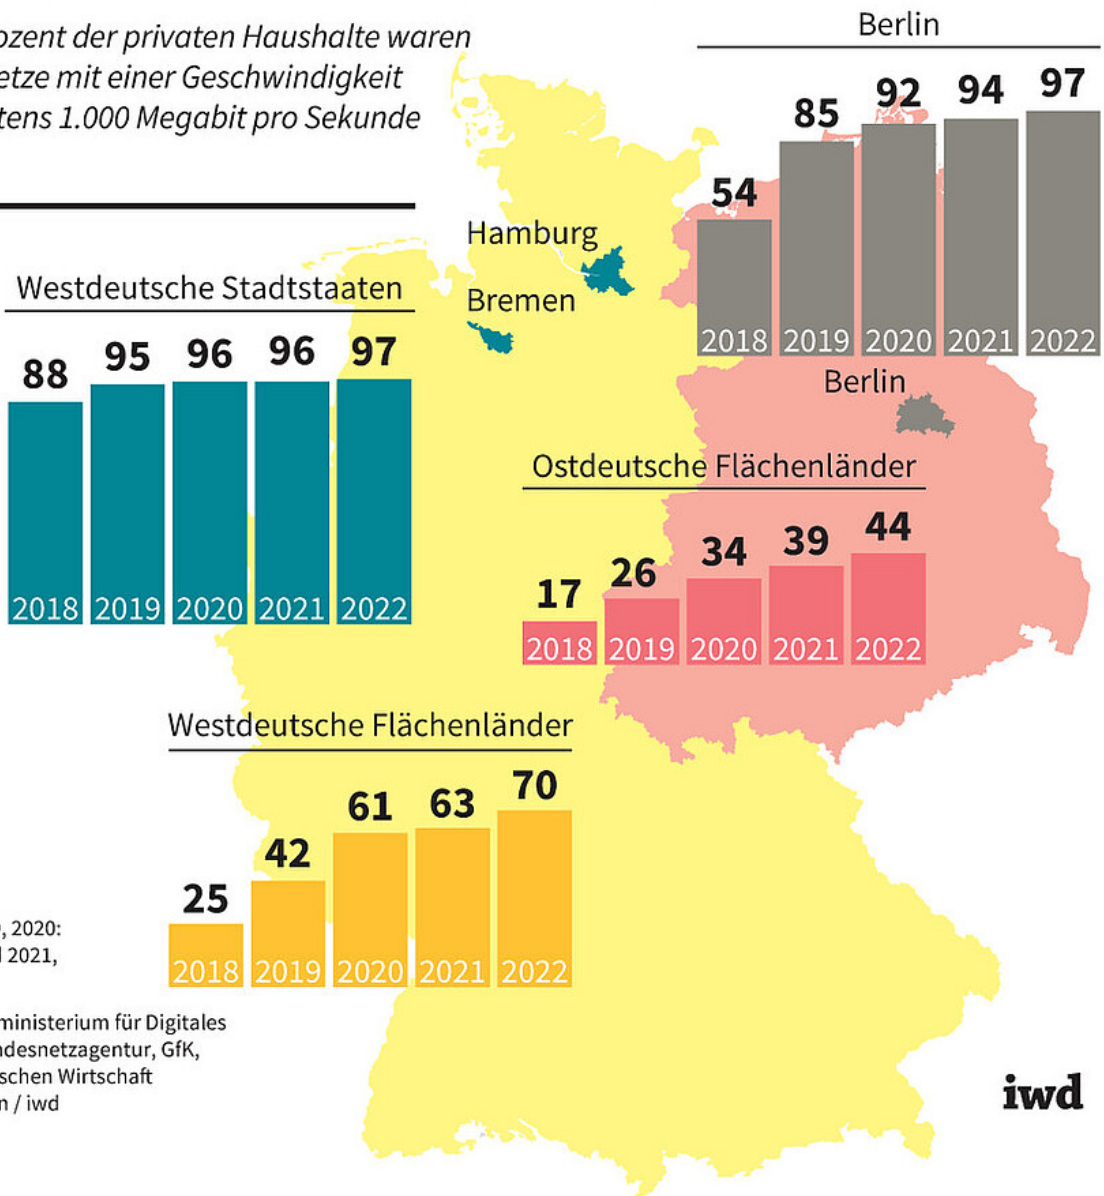 ozent der privaten Haushalte waren
etze mit einer Geschwindigkeit
tens 1.000 Megabit pro Sekunde
Berlin
54 85 92 94 97
2018 2019 2020 2021 2022
Hamburg
Bremen
Westdeutsche Stadtstaaten
88 95 96 96 97
2018 2019 2020 2021 2022
Berlin
Ostdeutsche Flächenländer
17 26 34 39 44
2018 2019 2020 2021 2022
Westdeutsche Flächenländer
25 42 61 63 70
2018 2019 2020 2021 2022
, 2020:
2021,
ministerium für Digitales
ndesnetzagentur, GfK,
schen Wirtschaft
n / iwd
iwd